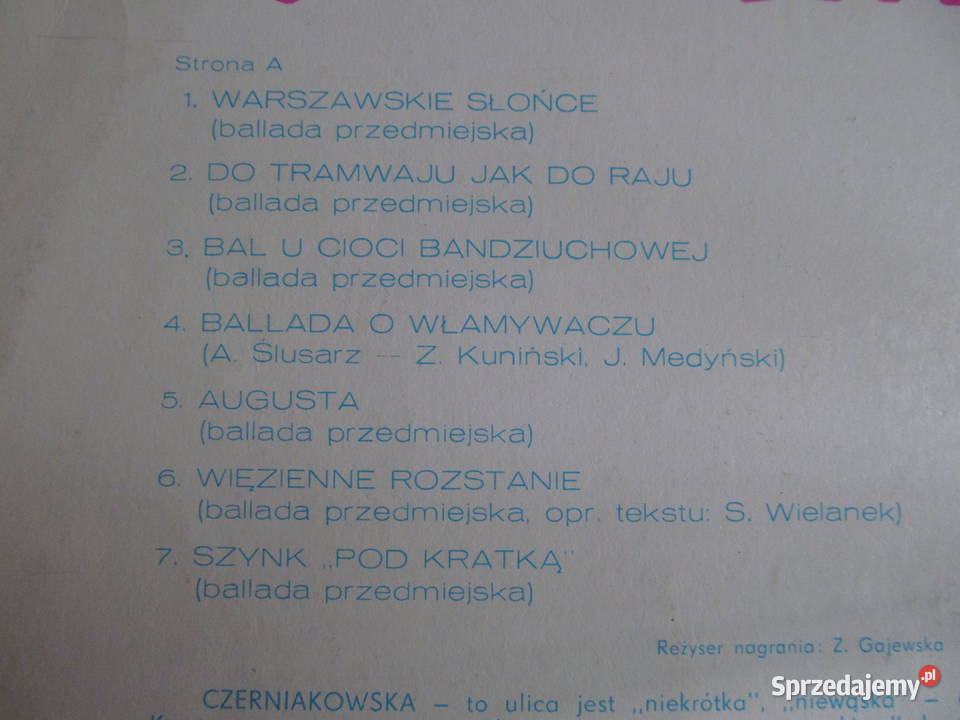 Strona A
1. WARSZAWSKIE SŁOŃCE
(ballada przedmiejska)
2. DO TRAMWAJU JAK DO RAJU
(ballada przedmiejska)
3. BAL U CIOCI BANDZIUCHOWEJ
(ballada przedmiejska)
4. BALLADA O WŁAMYWACZU
(A. Ślusarz -- Z. Kuniński, J. Medyński)
5. AUGUSTA
(ballada przedmiejska)
6. WIĘZIENNE ROZSTANIE
(ballada przedmiejska, opr. tekstu: S. Wielanek)
7. SZYNK „POD KRATKĄ"
(ballada przedmiejska)
Reżyser nagrania: Z. Gajewska
CZERNIAKOWSKA – to ulica jest „niekrótka", „niewąska" –
Sprzedajemy.pl